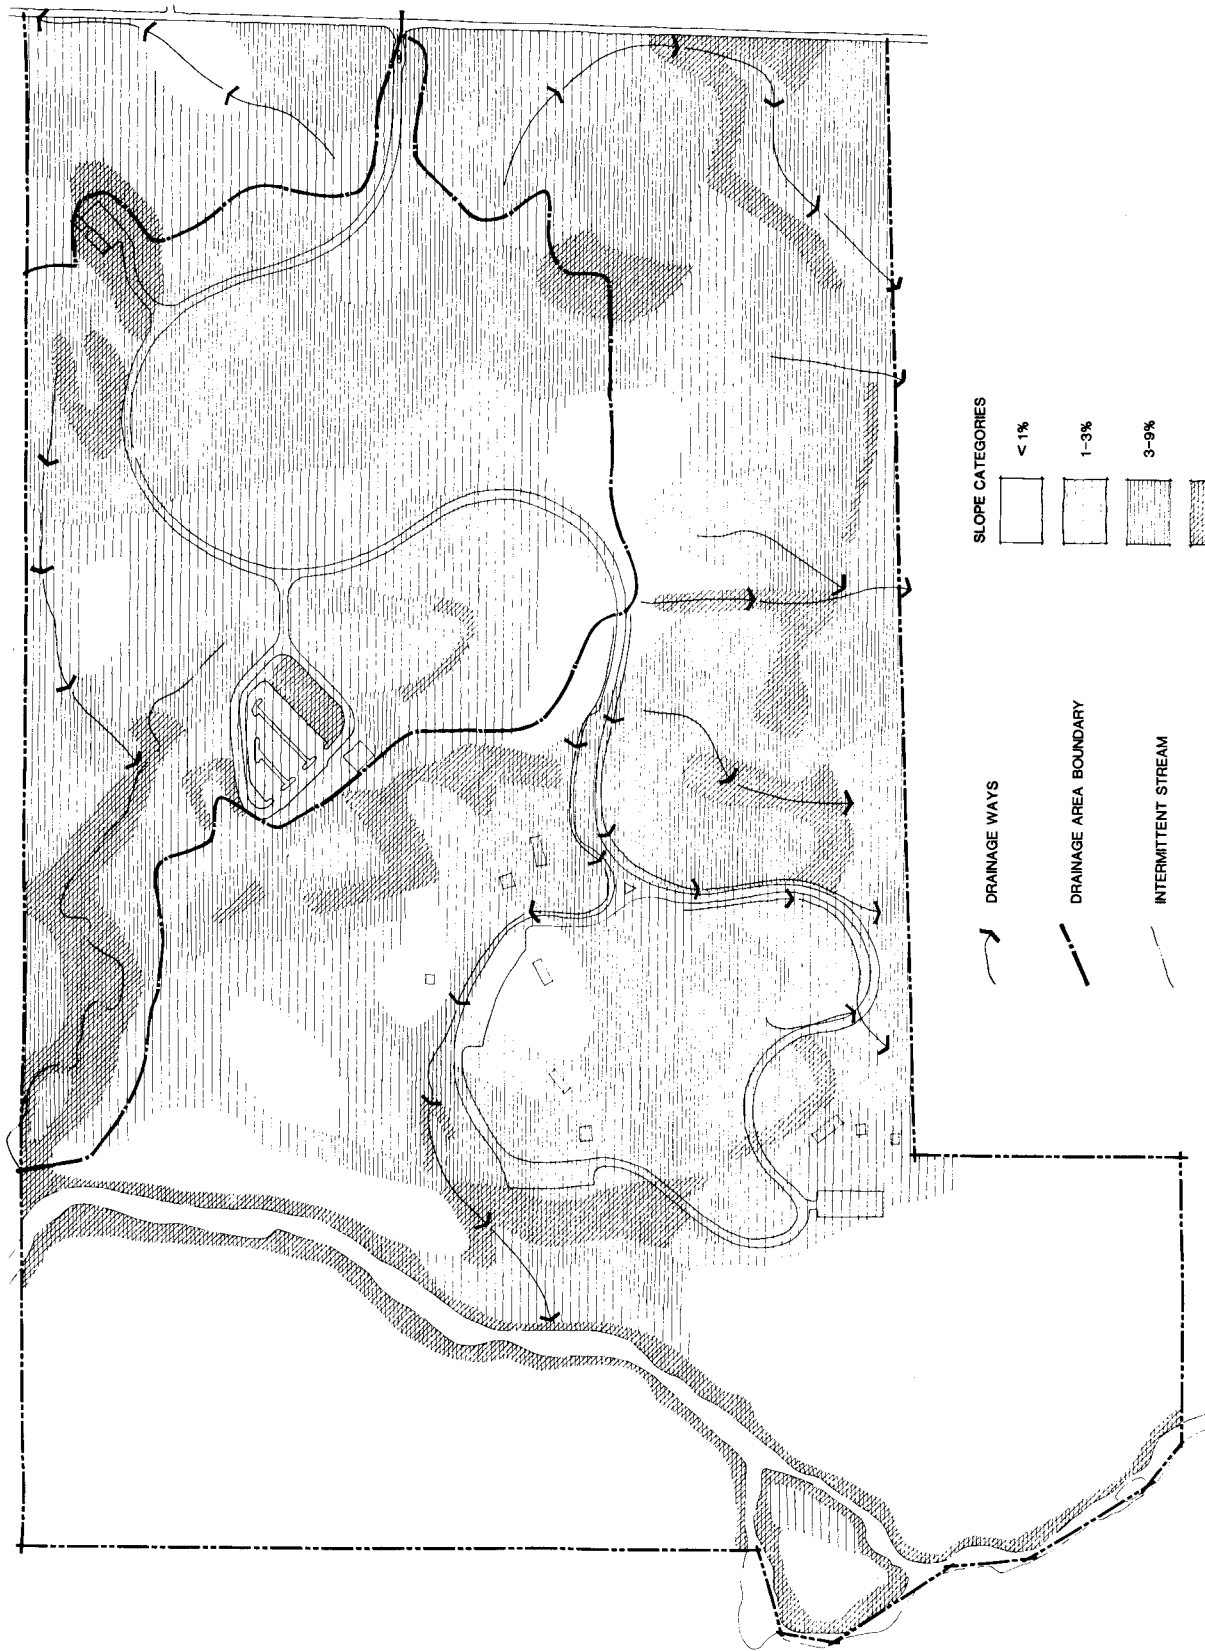 SLOPE CATEGORIES
< 1%
1-3%
3-9%
DRAINAGE WAYS
DRAINAGE AREA BOUNDARY
INTERMITTENT STREAM